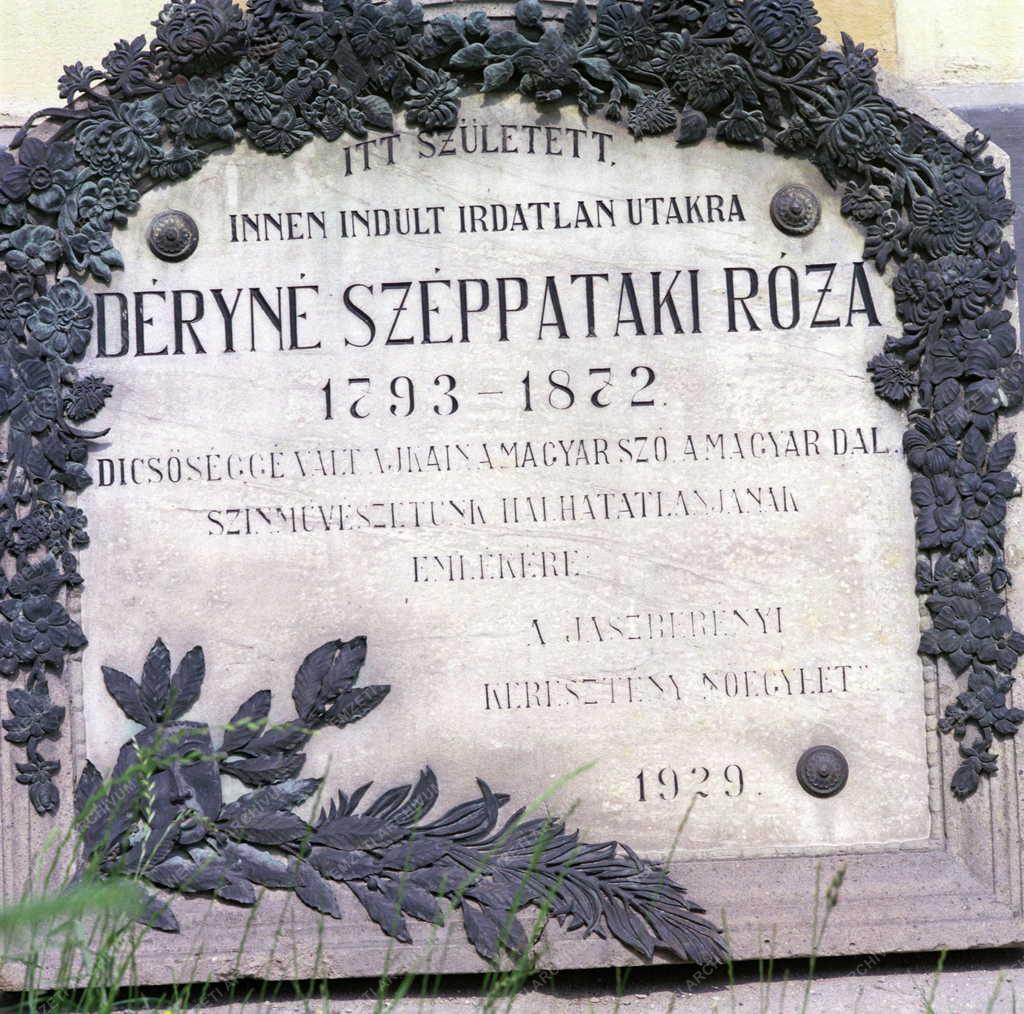 ITT SZÜLETETT,
INNEN INDULT IRDATLAN UTAKRA
DÉRYNÉ SZÉPPATAKI RÓZA
1793 - 1872.
DICSŐSÉGGÉ VÁLT AJKAIN A MAGYAR SZÓ A MAGYAR DAL.
SZINMŰVÉSZETÜNK HALHATATLANJÁNAK
EMLÉKÉRE
A JÁSZBERÉNYI
KERESZTÉNY NŐEGYLET"
1929.